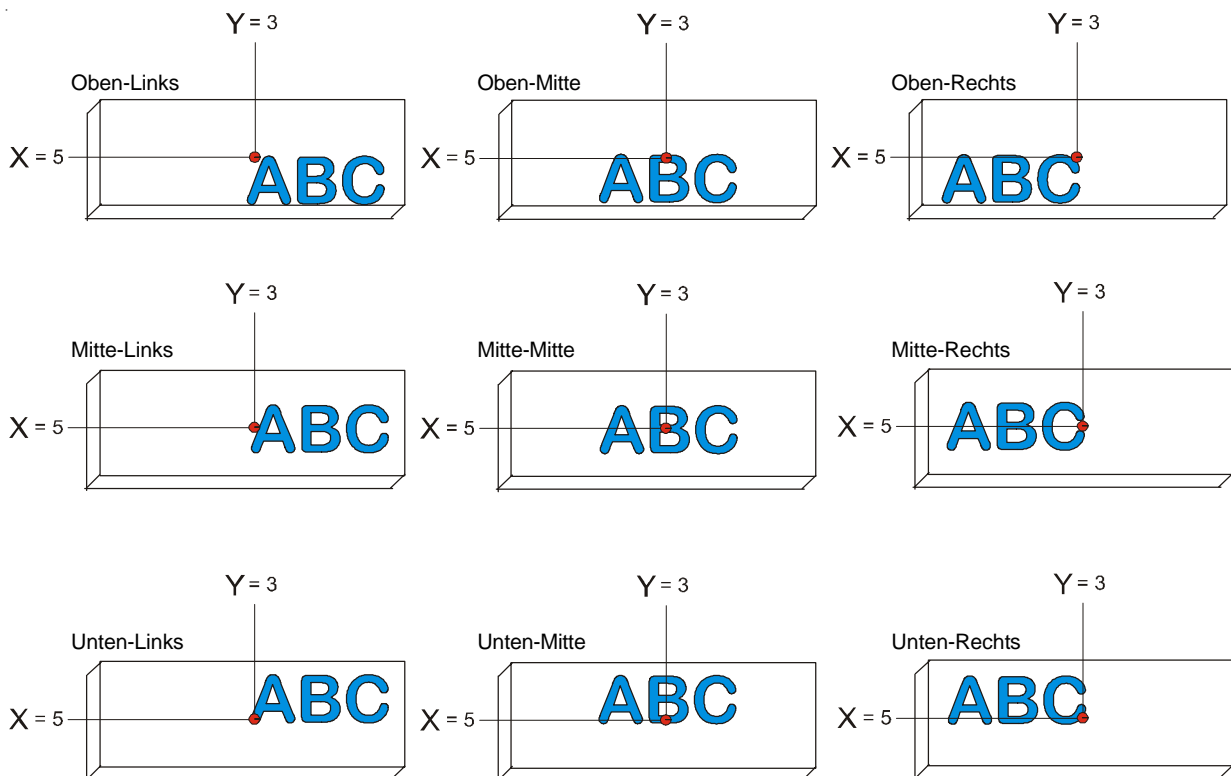 Y = 3 Y = 3 Y = 3
Oben-Links Oben-Mitte Oben-Rechts
X = 5 ABC X = 5 ABC X = 5 ABC
Y = 3 Y = 3 Y = 3
Mitte-Links Mitte-Mitte Mitte-Rechts
X = 5 ABC X = 5 ABC X = 5 ABC
Y = 3 Y = 3 Y = 3
Unten-Links Unten-Mitte Unten-Rechts
X = 5 ABC X = 5 ABC X = 5 ABC